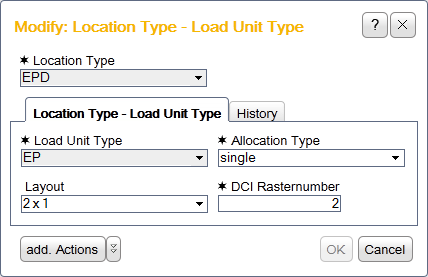 Modify: Location Type - Load Unit Type ?
✶ Location Type
EPD
Location Type - Load Unit Type History
✶ Load Unit Type ✶ Allocation Type
EP single
Layout ✶ DCI Rasternumber
2 x 1 2
add. Actions OK Cancel